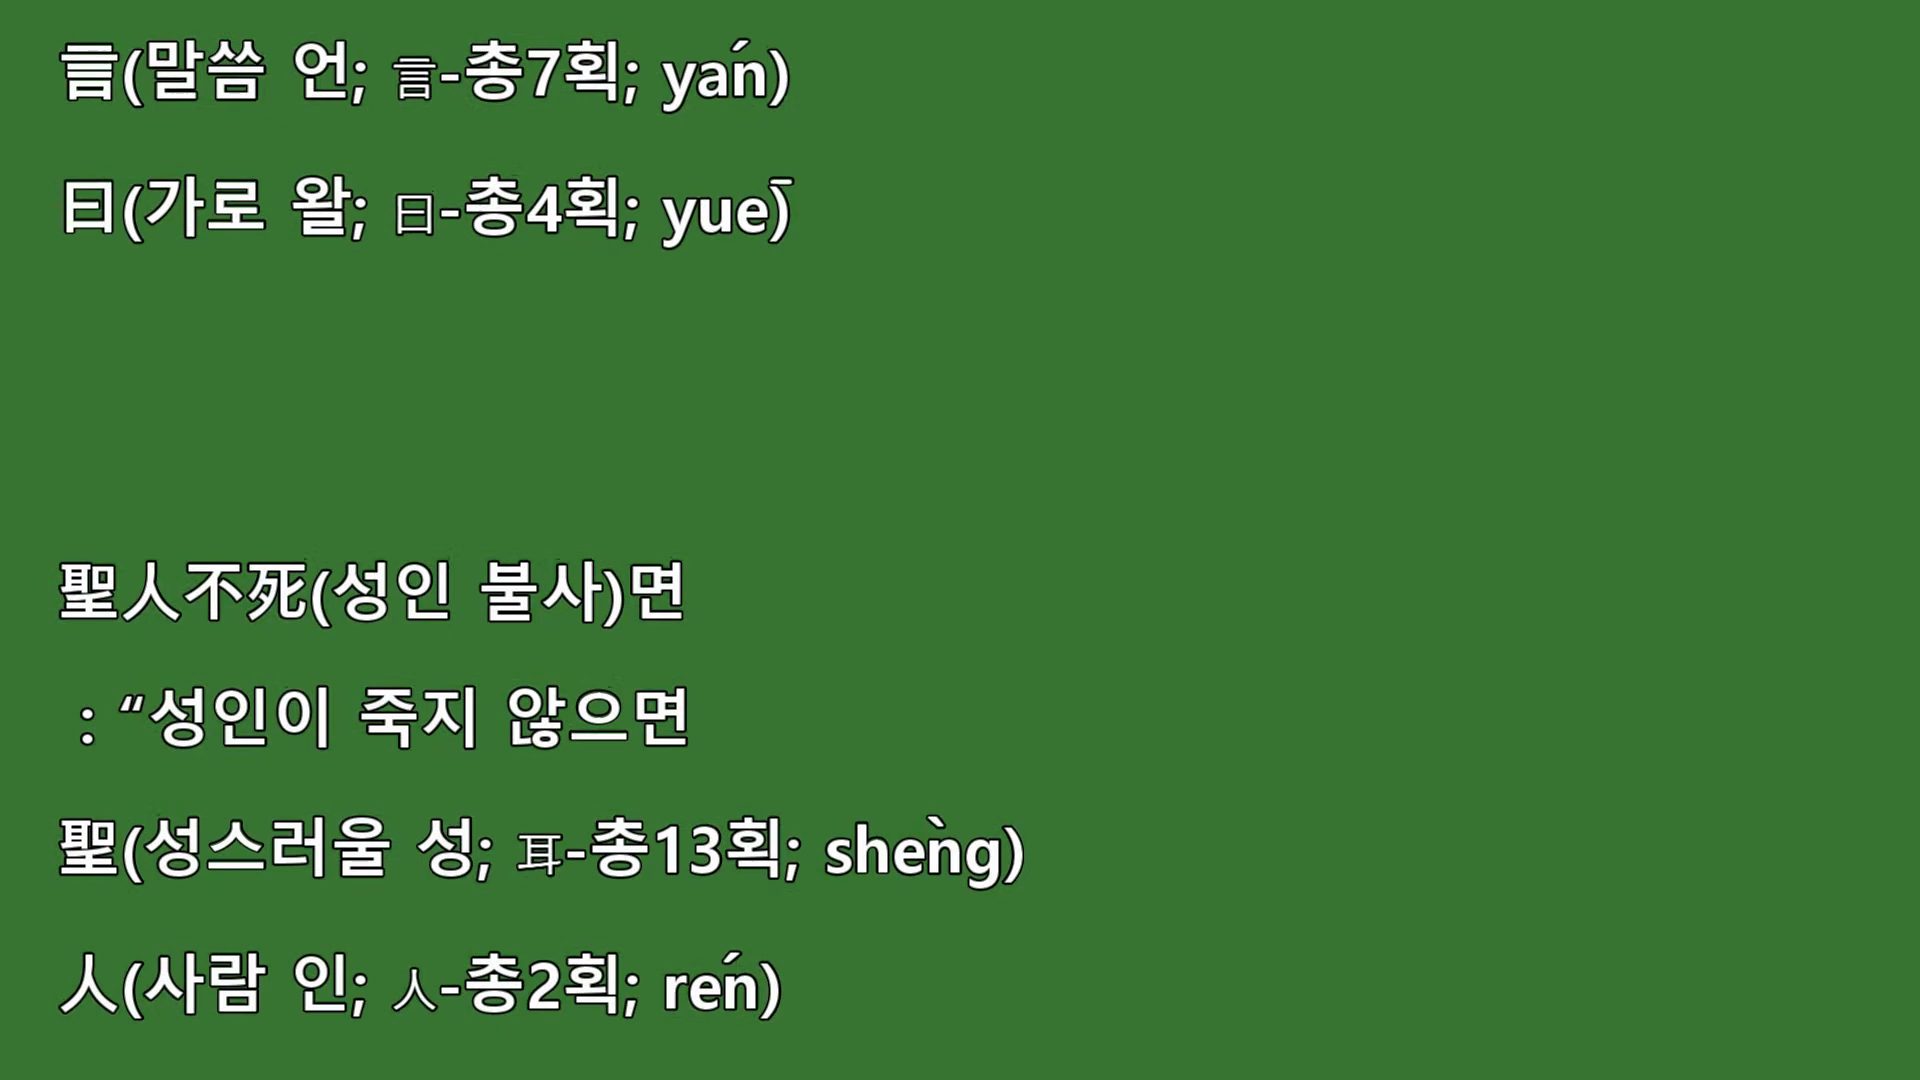 言(말씀 언; 言-총7획; yań)
曰(가로 왈; 曰-총4획; yuē)
聖人不死(성인 불사)면
: “성인이 죽지 않으면
聖(성스러울 성; 耳-총13획; shèng)
人(사람 인; 人-총2획; reń)